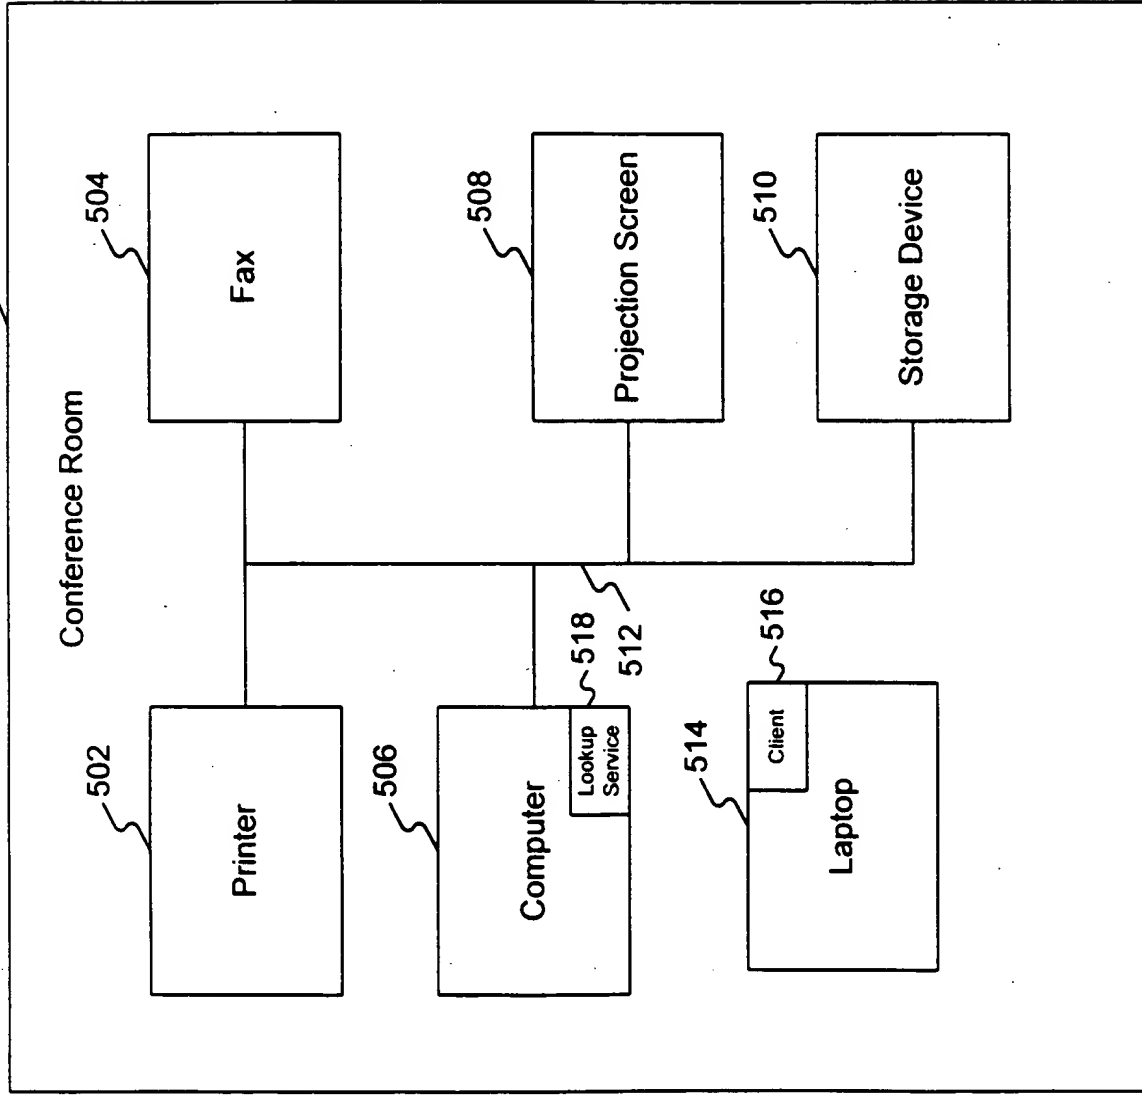 Conference Room
502
Printer
504
Fax
506
Computer
Lookup
Service
518
512
508
Projection Screen
514
Client
516
Laptop
510
Storage Device